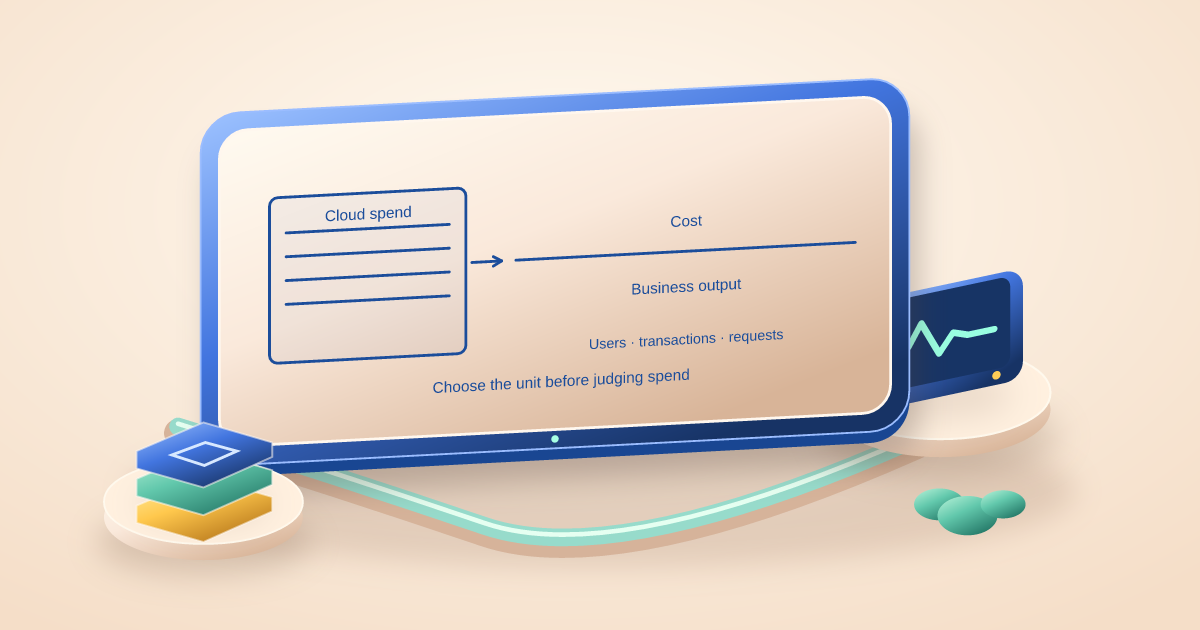 Cloud spend
Cost
Business output
Users · transactions · requests
Choose the unit before judging spend